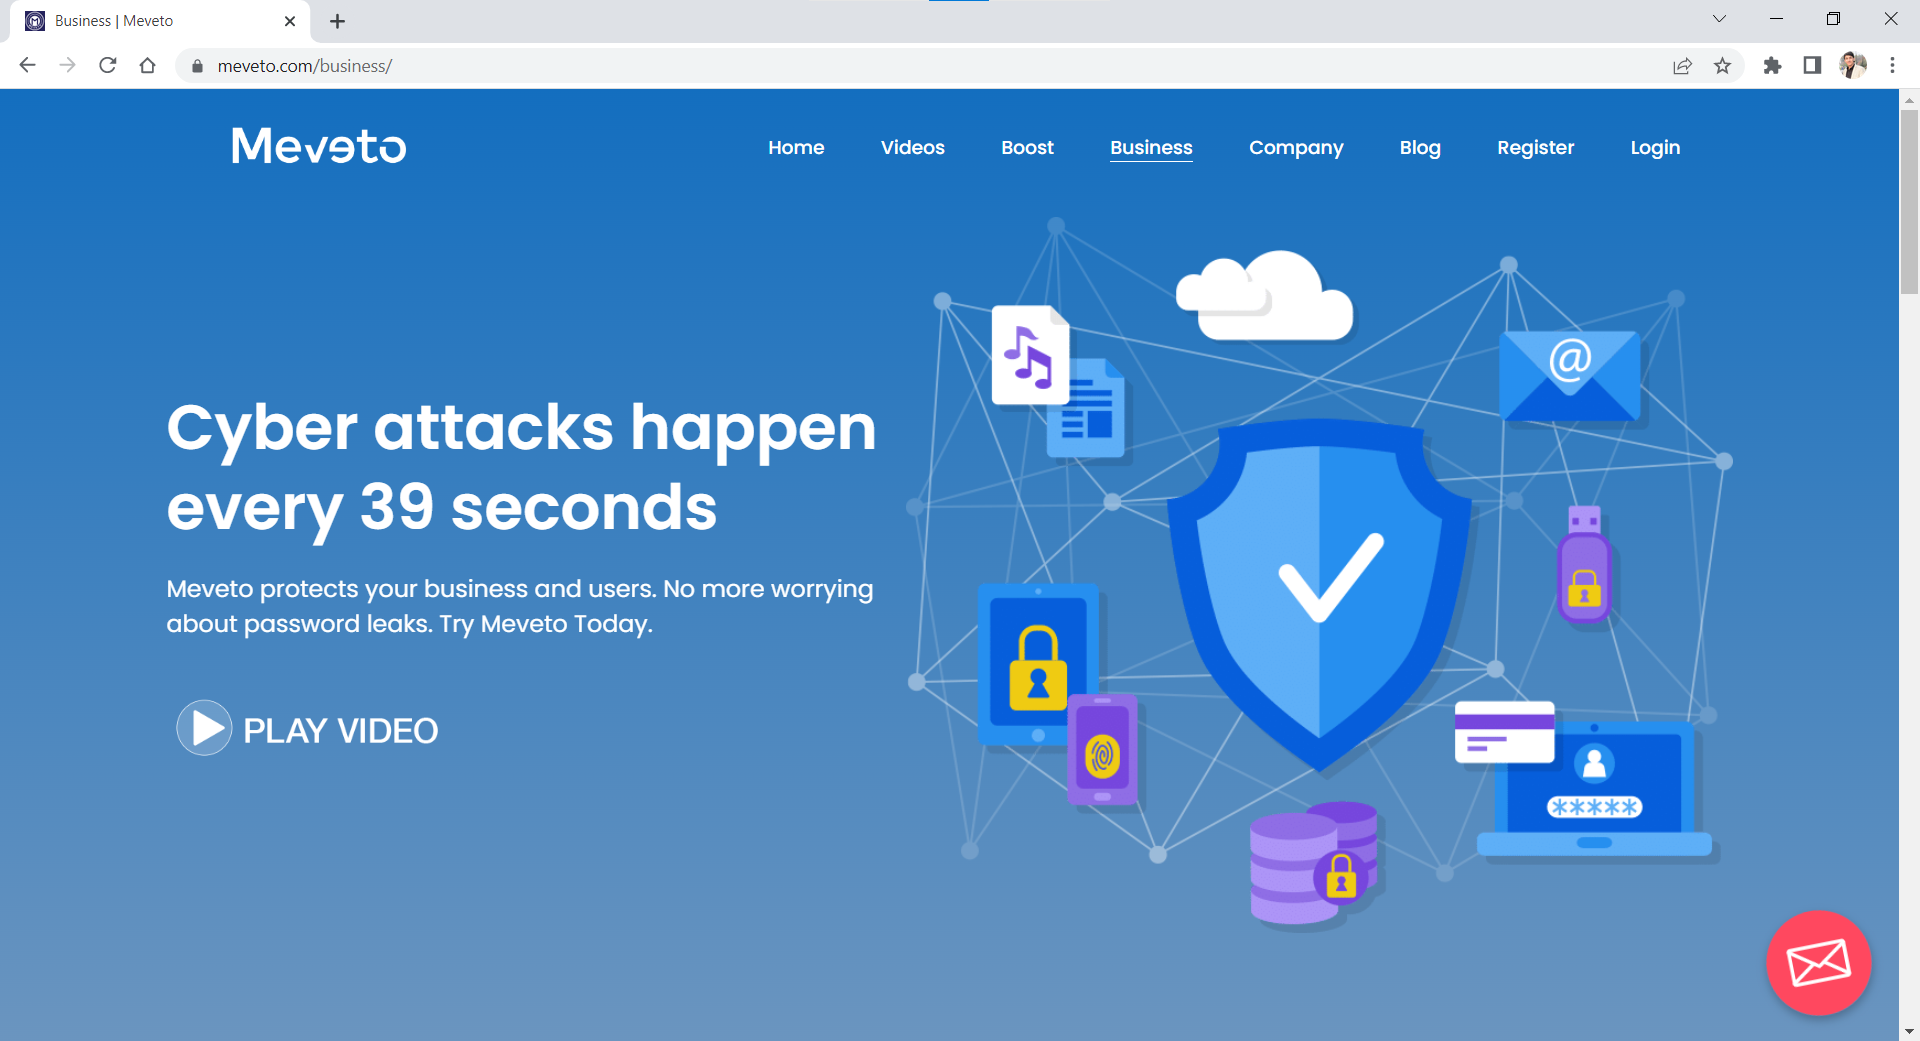 Business | Meveto
meveto.com/business/
Meveto
Home Videos Boost Business Company Blog Register Login
Cyber attacks happen
every 39 seconds
Meveto protects your business and users. No more worrying
about password leaks. Try Meveto Today.
PLAY VIDEO
@
*****